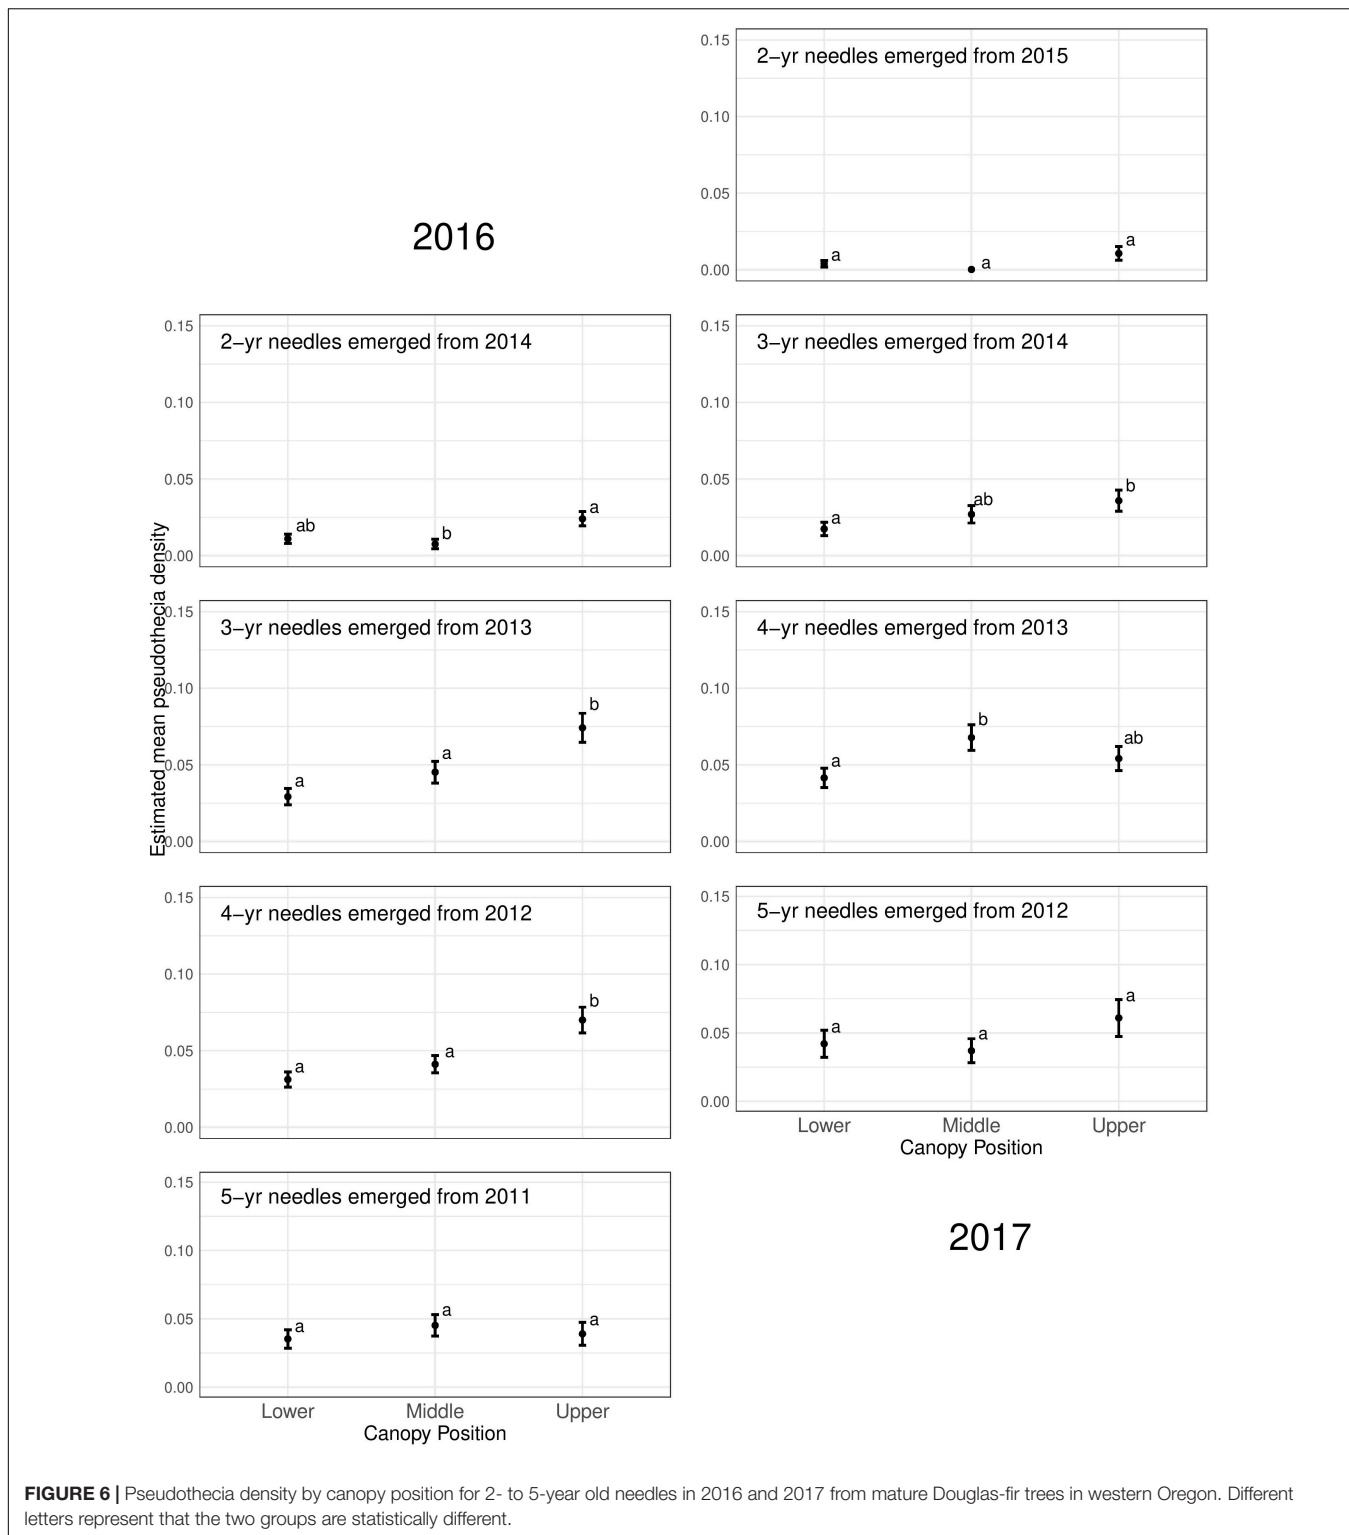 2016
2–yr needles emerged from 2015
0.15
0.10
0.05
0.00
a
a
a
Estimated mean pseudothecia density
2–yr needles emerged from 2014
0.15
0.10
0.05
0.00
ab
b
a
3–yr needles emerged from 2014
0.15
0.10
0.05
0.00
a
ab
b
3–yr needles emerged from 2013
0.15
0.10
0.05
0.00
a
a
b
4–yr needles emerged from 2013
0.15
0.10
0.05
0.00
a
b
ab
4–yr needles emerged from 2012
0.15
0.10
0.05
0.00
a
a
b
5–yr needles emerged from 2012
0.15
0.10
0.05
0.00
a
a
a
Lower Middle Upper
Canopy Position
5–yr needles emerged from 2011
0.15
0.10
0.05
0.00
a
a
a
Lower Middle Upper
Canopy Position
2017
FIGURE 6 | Pseudothecia density by canopy position for 2- to 5-year old needles in 2016 and 2017 from mature Douglas-fir trees in western Oregon. Different
letters represent that the two groups are statistically different.